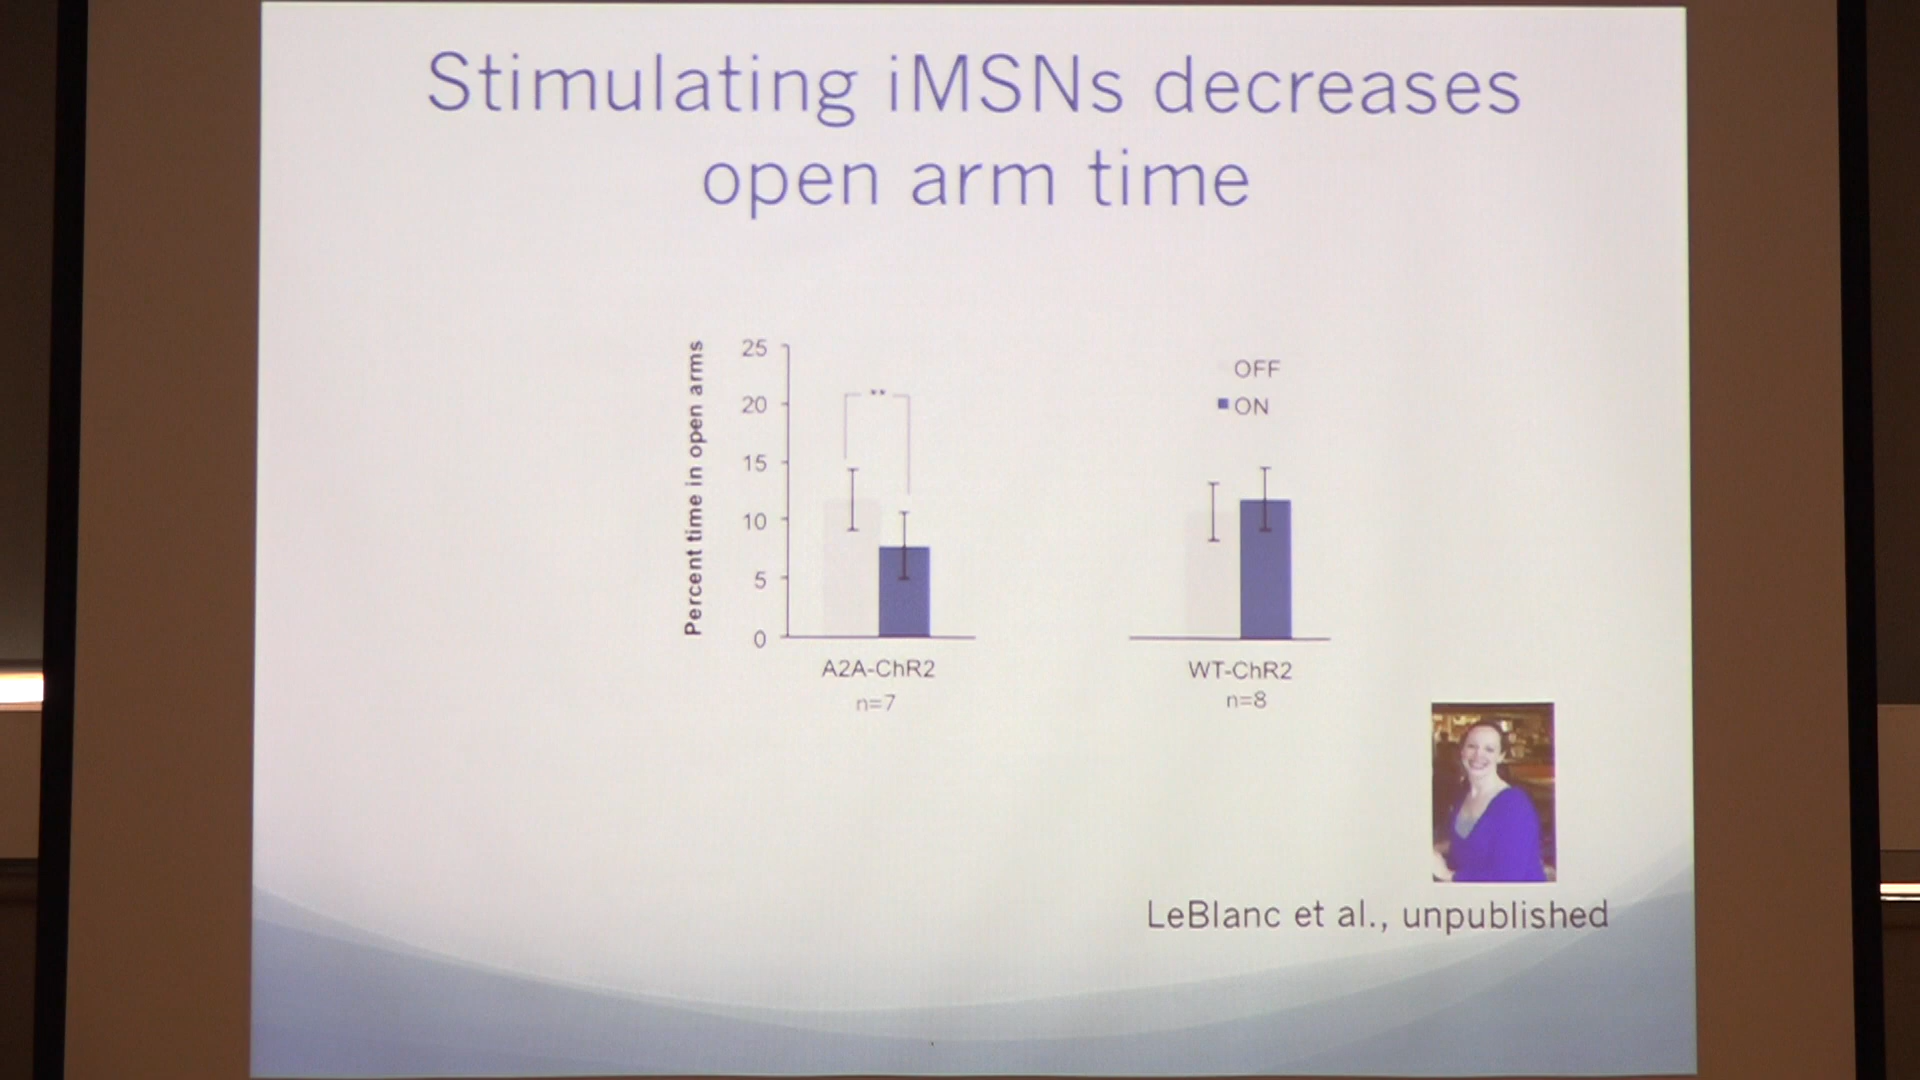 Stimulating iMSNs decreases
open arm time
Percent time in open arms
25
20
15
10
5
0
**
OFF
ON
A2A-ChR2
n=7
WT-ChR2
n=8
LeBlanc et al., unpublished